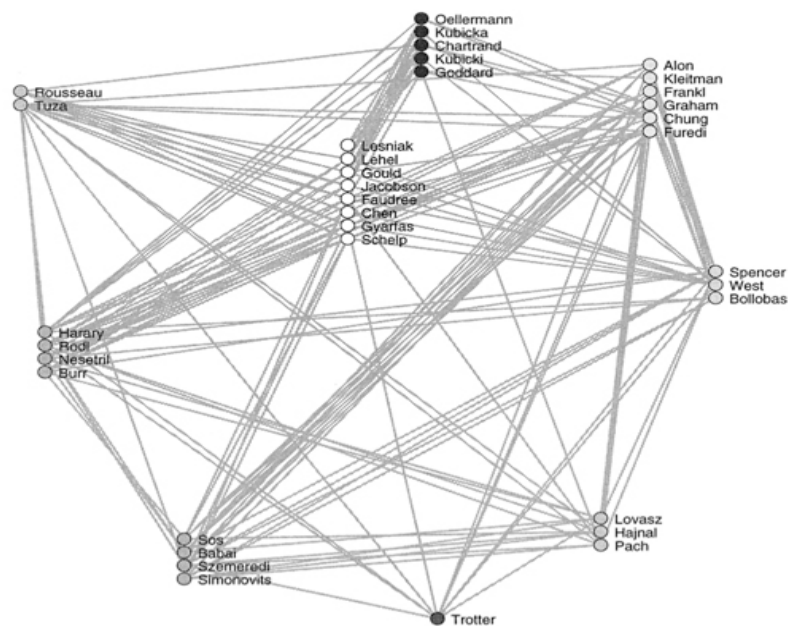 Oellermann
Kubicka
Chartrand
Kubicki
Goddard
Alon
Kleitman
Frankl
Graham
Chung
Furedi
Rousseau
Tuza
Lesniak
Lehel
Gould
Jacobson
Faudree
Chen
Gyarfas
Schelp
Spencer
West
Bollobas
Harary
Rodl
Nesetril
Burr
Lovasz
Hajnal
Pach
Sos
Babai
Szemeredi
Simonovits
Trotter